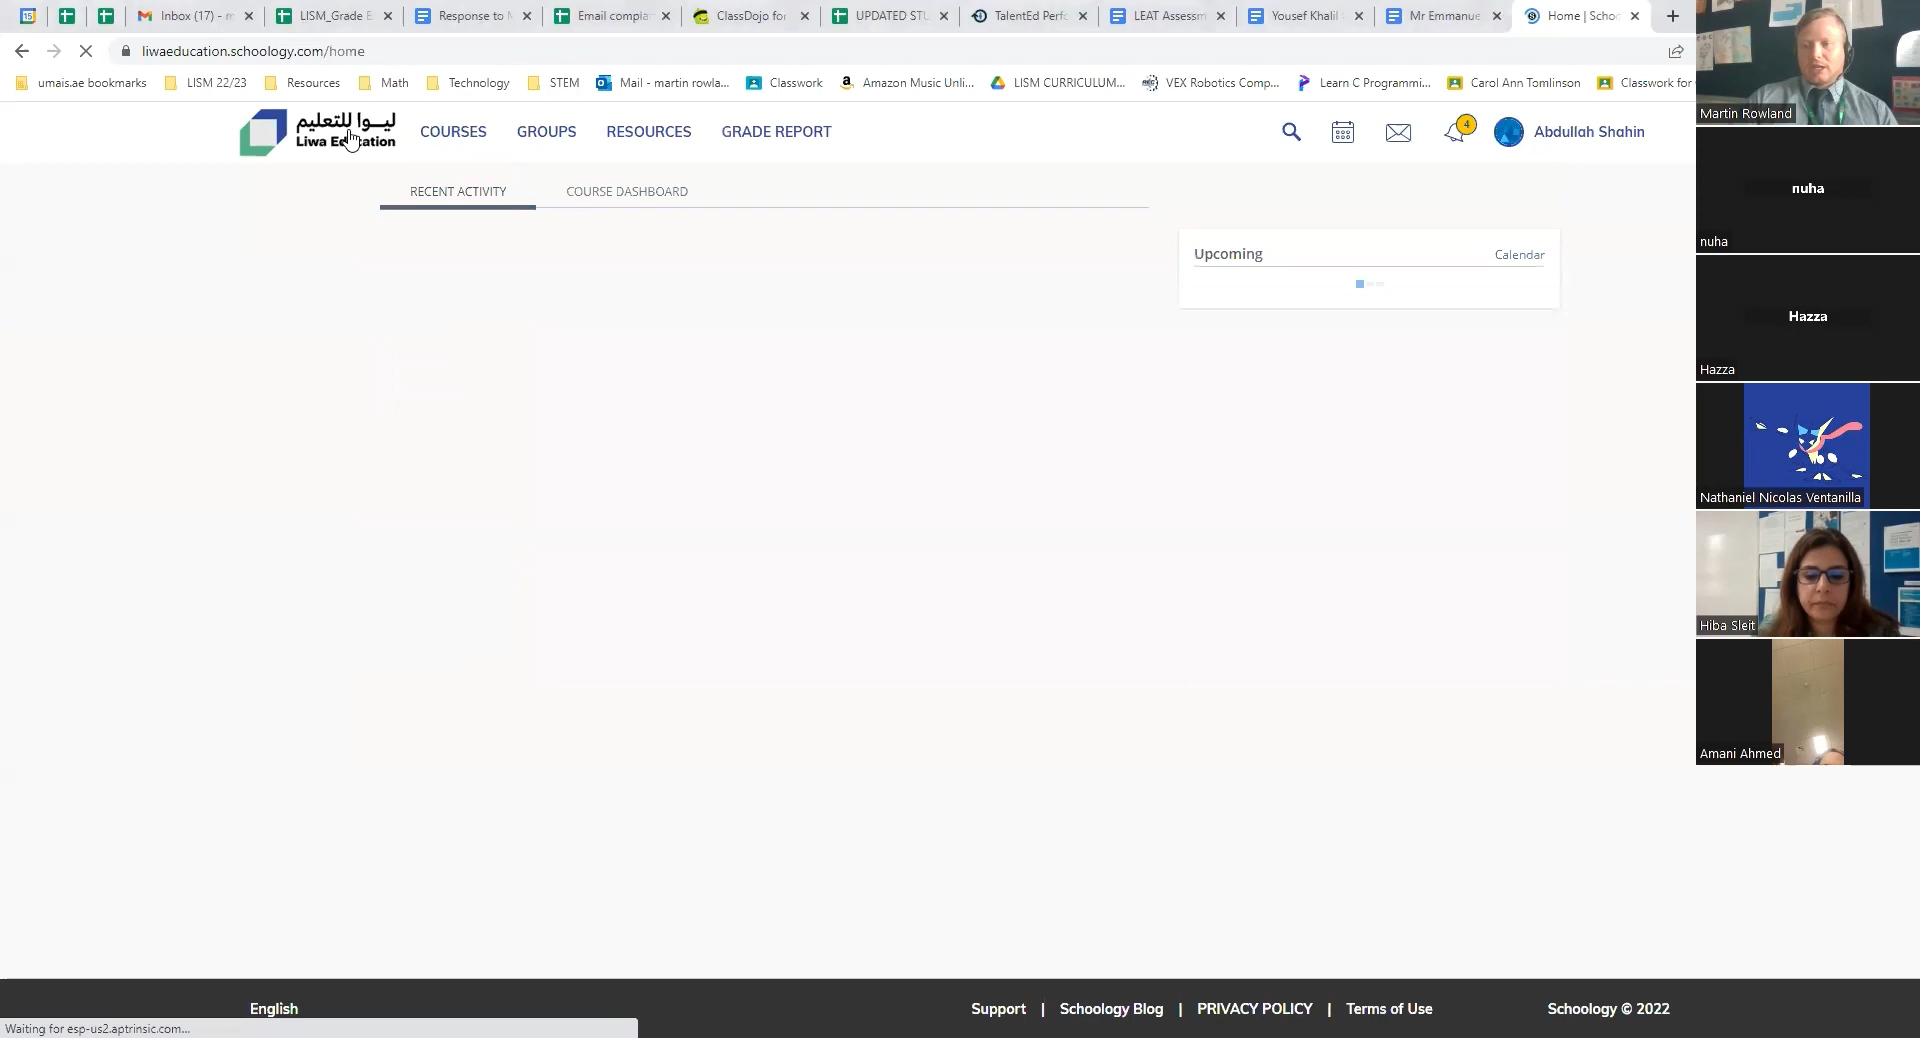 15
Inbox (17) - m
LISM_Grade E
Response to M
Email compla
ClassDojo for
UPDATED STU
TalentEd Perfo
LEAT Assessm
Yousef Khalil
Mr Emmanue
Home | Schoo
liwaeducation.schoology.com/home
umais.ae bookmarks
LISM 22/23
Resources
Math
Technology
STEM
Mail - martin rowla...
Classwork
Amazon Music Unli...
LISM CURRICULUM...
VEX Robotics Comp...
Learn C Programmi...
Carol Ann Tomlinson
Classwork for
ليـوا للتعليم
Liwa Education
COURSES
GROUPS
RESOURCES
GRADE REPORT
4
Abdullah Shahin
RECENT ACTIVITY
COURSE DASHBOARD
Upcoming
Calendar
Martin Rowland
nuha
nuha
Hazza
Hazza
Nathaniel Nicolas Ventanilla
Hiba Sleit
Amani Ahmed
English
Support | Schoology Blog | PRIVACY POLICY | Terms of Use
Schoology © 2022
Waiting for esp-us2.aptrinsic.com...